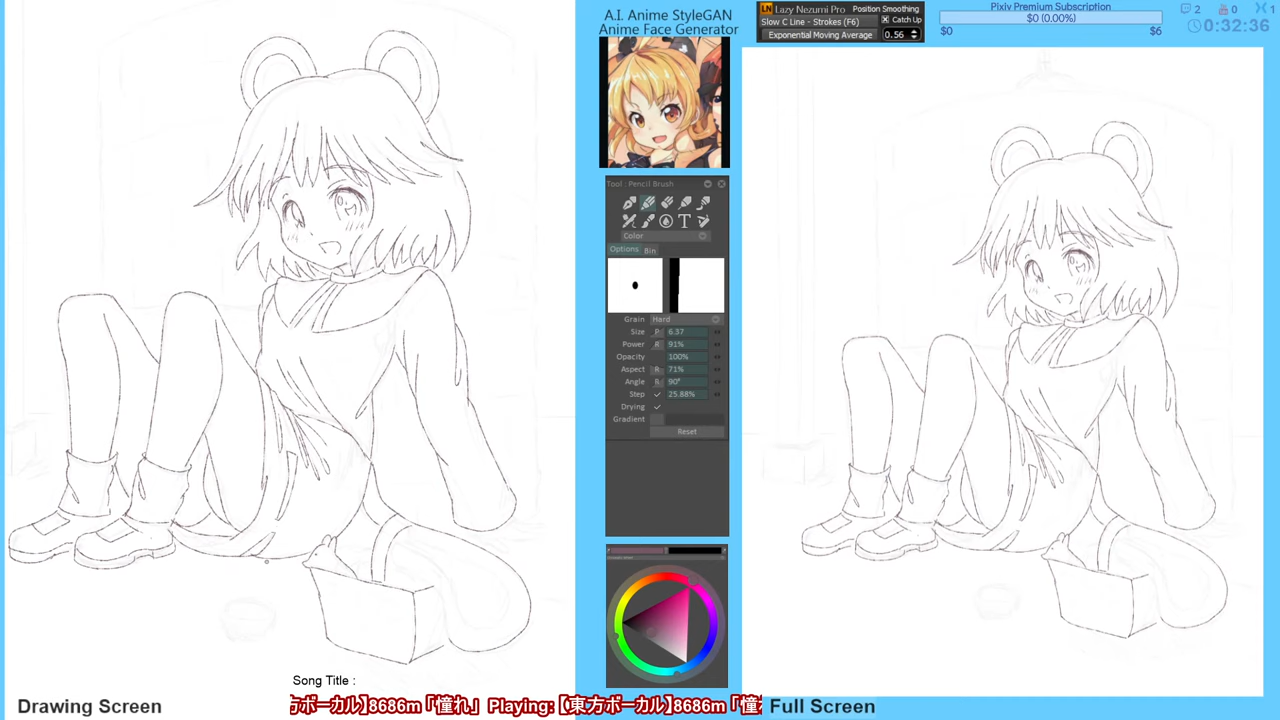 A.I. Anime StyleGAN
Anime Face Generator
Lazy Nezumi Pro
Position Smoothing
Slow C Line - Strokes (F6)
Catch Up
Exponential Moving Average
0.56
Pixiv Premium Subscription
$0 (0.00%)
$0
$6
2
0
1
0:32:36
Tool : Pencil Brush
Color
Options
Bin
Grain Hard
Size P 6.37
Power R 91%
Opacity 100%
Aspect R 71%
Angle R 90°
Step 25.88%
Drying
Gradient
Reset
Song Title :
方ボーカル】8686m「憧れ」 Playing:【東方ボーカル】8686m「憧
Drawing Screen
Full Screen